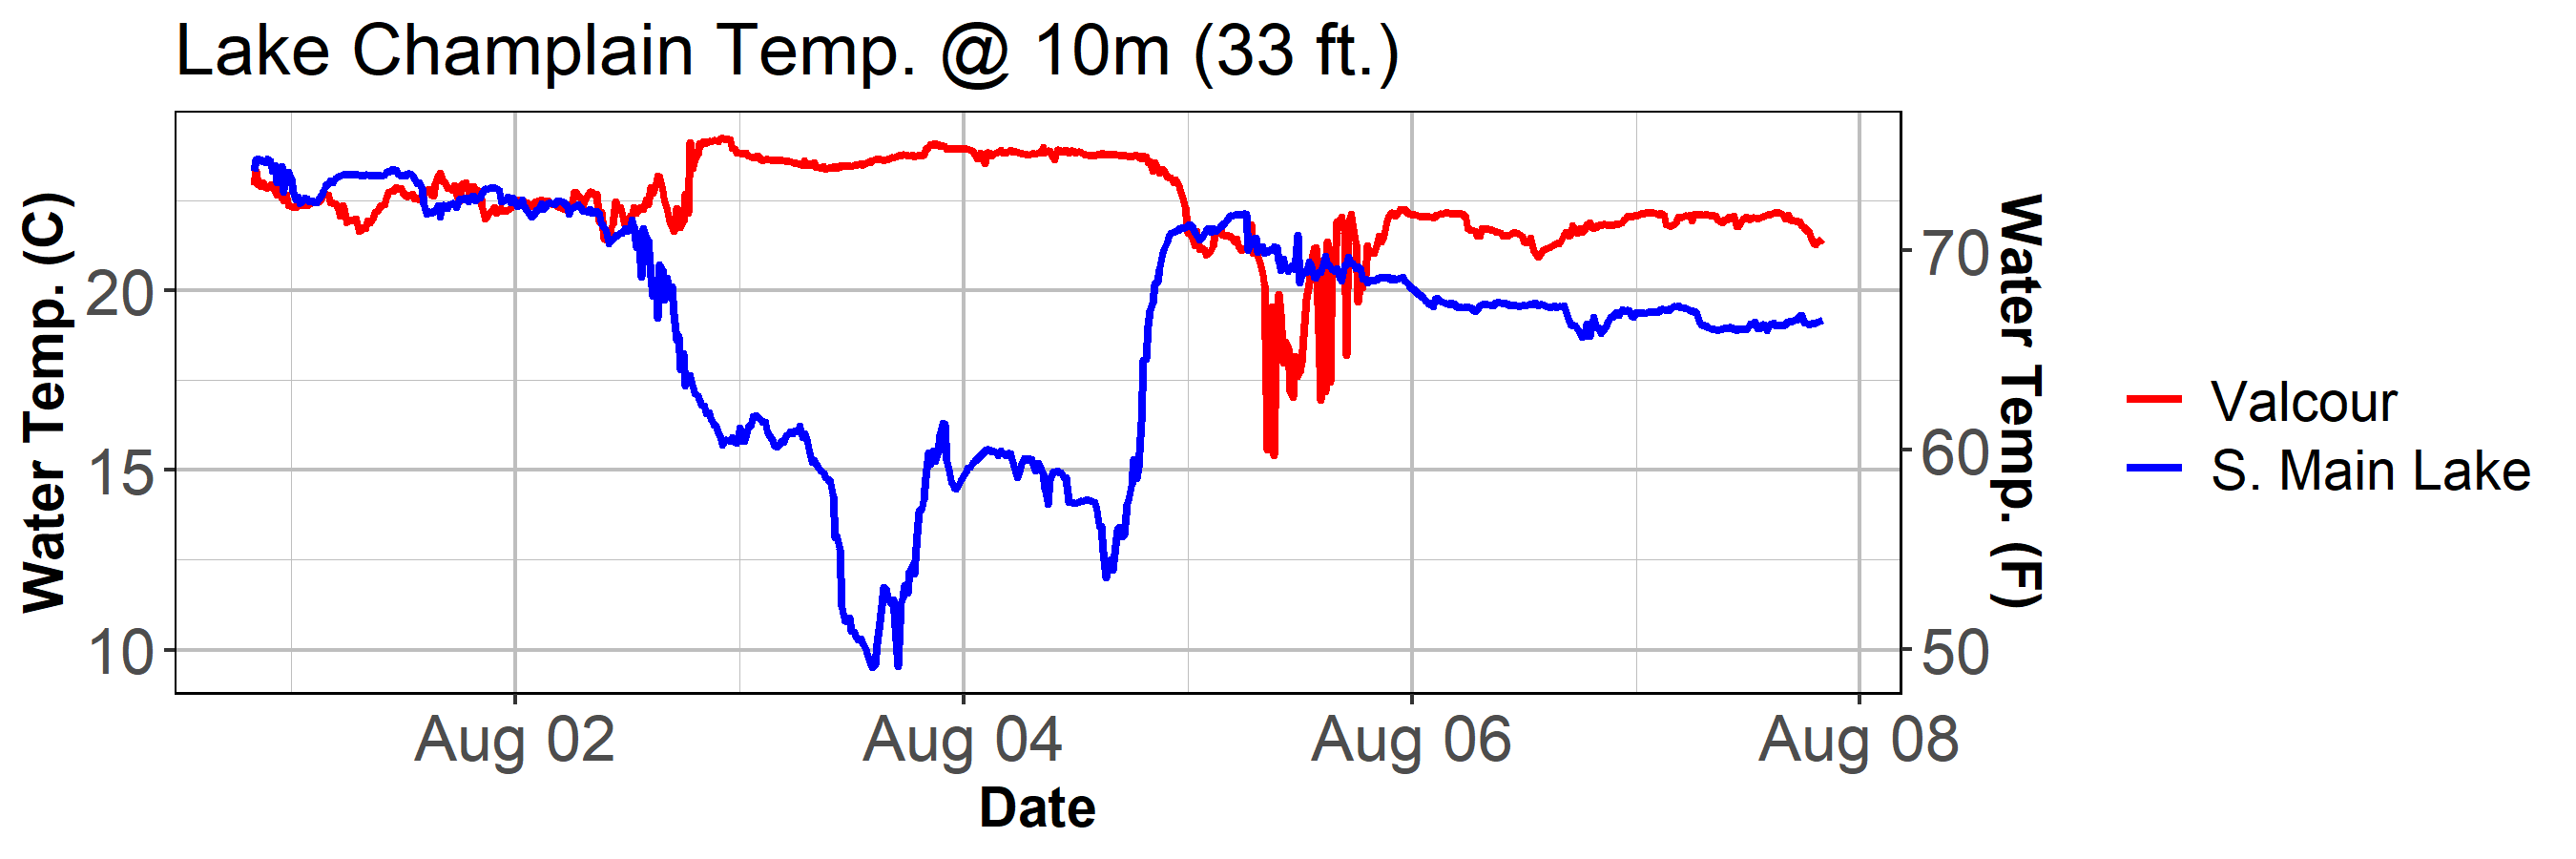 Lake Champlain Temp. @ 10m (33 ft.)
Water Temp. (C)
20
15
10
70
60
50
Water Temp. (F)
Aug 02
Aug 04
Aug 06
Aug 08
Date
Valcour
S. Main Lake